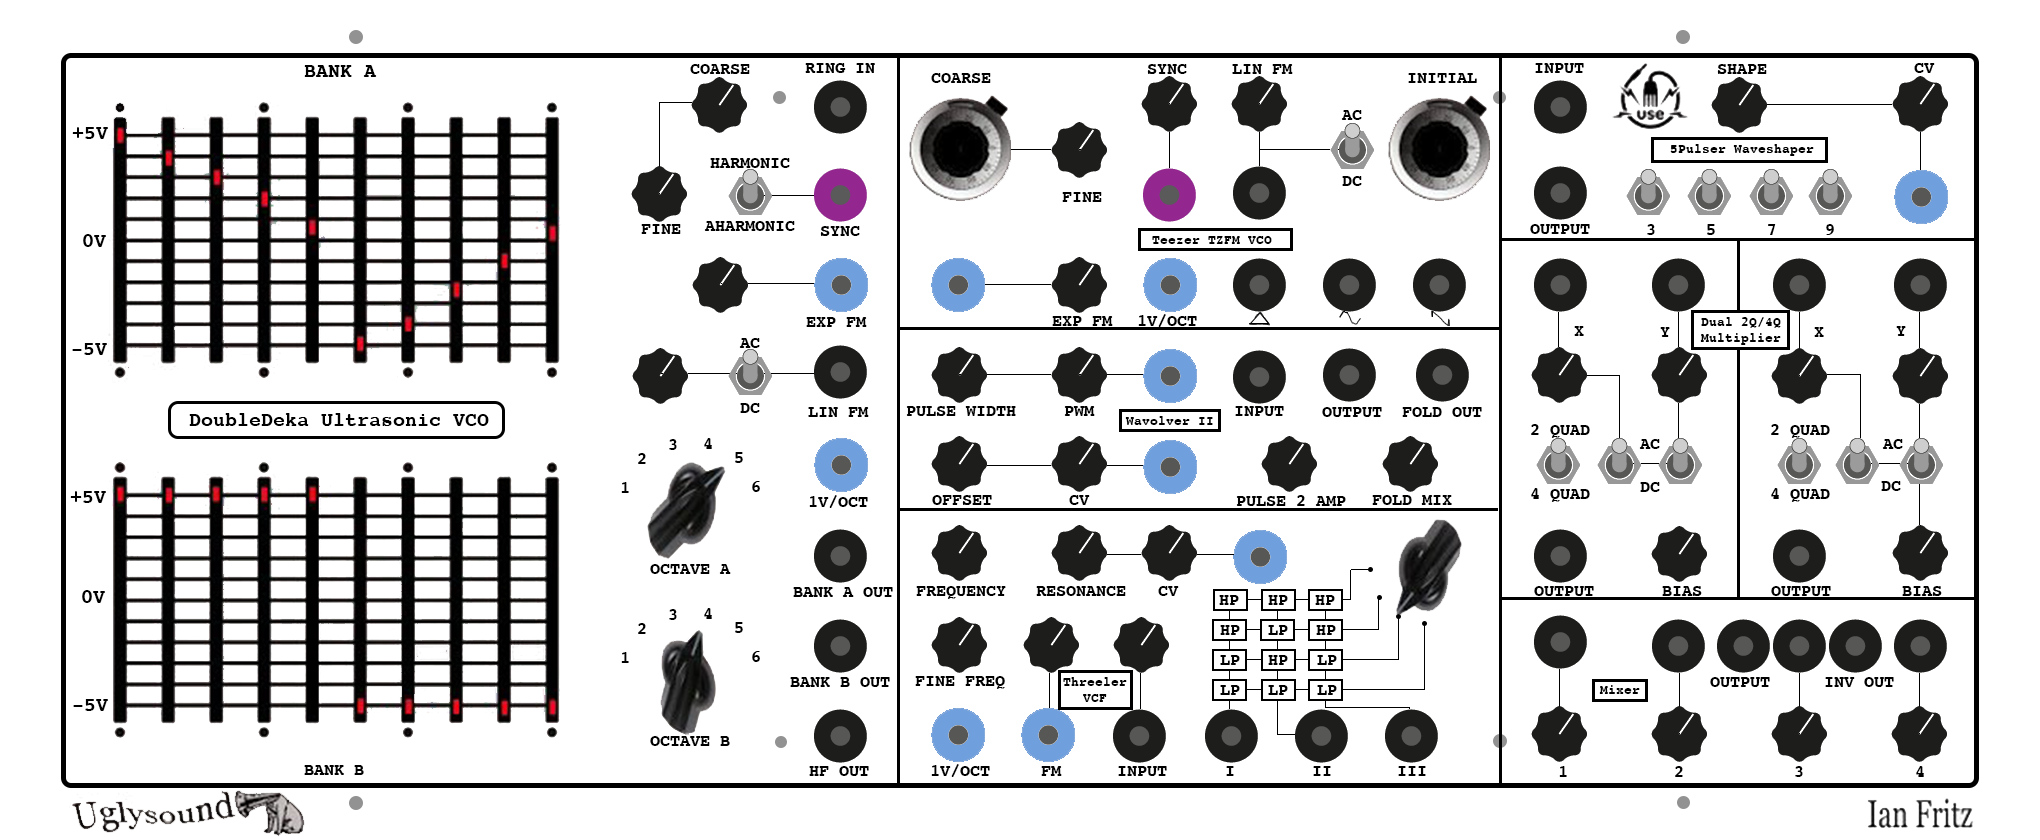 BANK A
+5V
0V
-5V
DoubleDeka Ultrasonic VCO
+5V
0V
-5V
BANK B
COARSE
RING IN
HARMONIC
FINE
AHARMONIC
SYNC
EXP FM
AC
DC
LIN FM
1 2 3 4 5 6
1V/OCT
OCTAVE A
BANK A OUT
1 2 3 4 5 6
BANK B OUT
OCTAVE B
HF OUT
COARSE
SYNC
LIN FM
INITIAL
AC
DC
FINE
Teezer TZFM VCO
EXP FM
1V/OCT
PULSE WIDTH
PWM
Wavolver II
INPUT
OUTPUT
FOLD OUT
OFFSET
CV
PULSE 2 AMP
FOLD MIX
FREQUENCY
RESONANCE
CV
HP HP HP
HP LP HP
LP HP LP
LP LP LP
FINE FREQ
Threeler
VCF
1V/OCT
FM
INPUT
I
II
III
INPUT
use
SHAPE
CV
5Pulser Waveshaper
OUTPUT
3
5
7
9
X
Y
Dual 2Q/4Q
Multiplier
X
Y
2 QUAD
AC
4 QUAD
DC
2 QUAD
AC
4 QUAD
DC
OUTPUT
BIAS
OUTPUT
BIAS
Mixer
OUTPUT
INV OUT
1
2
3
4
Uglysound
Ian Fritz